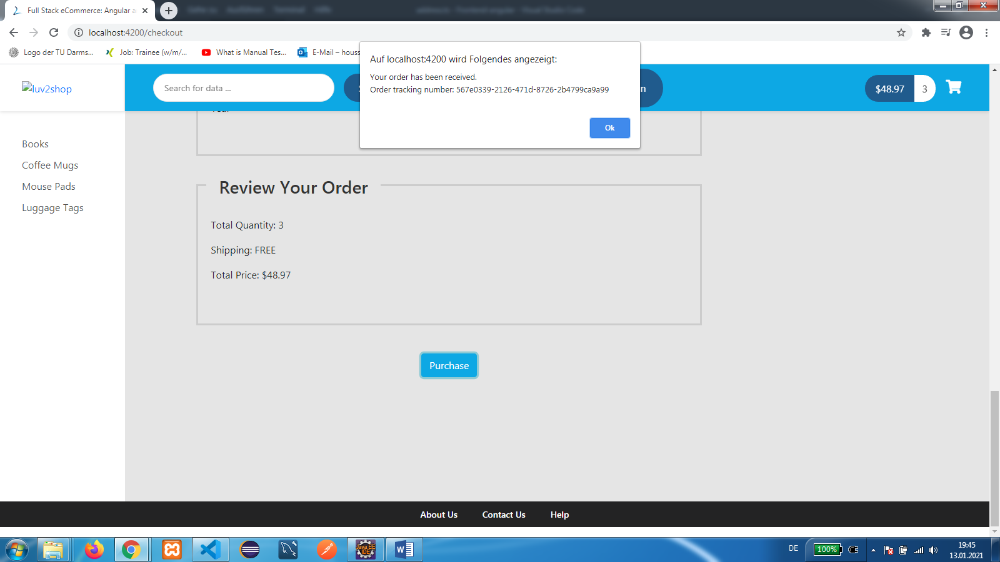 Full Stack eCommerce: Angular a
localhost:4200/checkout
Logo der TU Darms...
Job: Trainee (w/m/...
What is Manual Tes...
E-Mail – houss
Auf localhost:4200 wird Folgendes angezeigt:
Your order has been received.
Order tracking number: 567e0339-2126-471d-8726-2b4799ca9a99
Ok
luv2shop
Search for data ...
$48.97
3
Books
Coffee Mugs
Mouse Pads
Luggage Tags
Review Your Order
Total Quantity: 3
Shipping: FREE
Total Price: $48.97
Purchase
About Us
Contact Us
Help
Java EE
IDE
DE
100%
19:45
13.01.2021